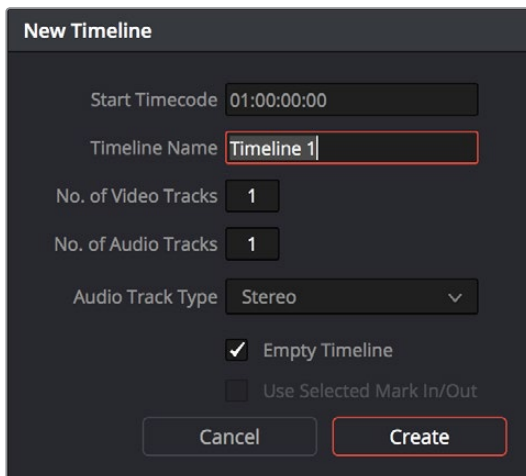 New Timeline
Start Timecode 01:00:00:00
Timeline Name Timeline 1
No. of Video Tracks 1
No. of Audio Tracks 1
Audio Track Type Stereo
Empty Timeline
Use Selected Mark In/Out
Cancel Create